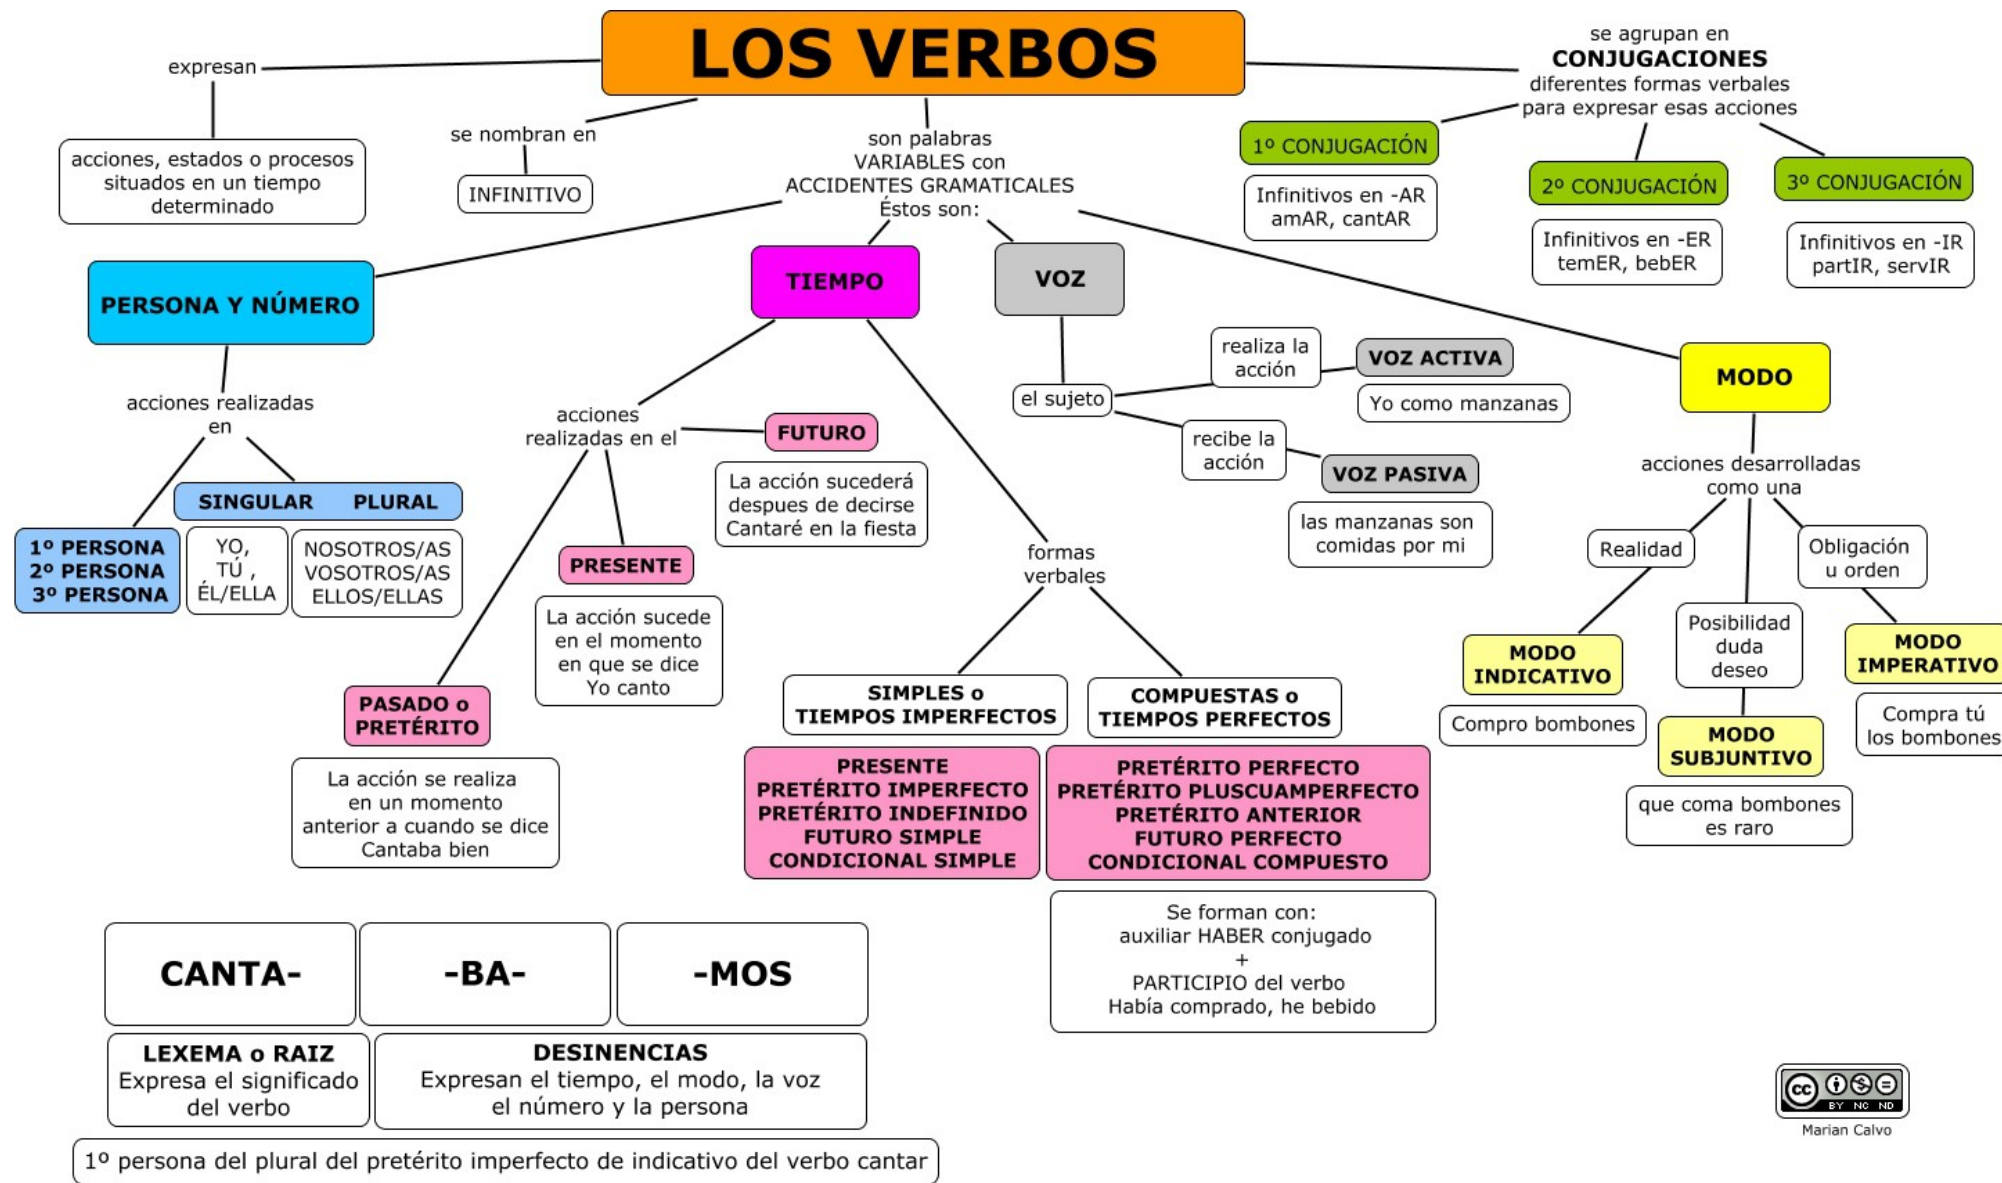 LOS VERBOS
expresan
acciones, estados o procesos
situados en un tiempo
determinado
se nombran en
INFINITIVO
son palabras
VARIABLES con
ACCIDENTES GRAMATICALES
Éstos son:
se agrupan en
CONJUGACIONES
diferentes formas verbales
para expresar esas acciones
1º CONJUGACIÓN
Infinitivos en -AR
amAR, cantAR
2º CONJUGACIÓN
Infinitivos en -ER
temER, bebER
3º CONJUGACIÓN
Infinitivos en -IR
partIR, servIR
PERSONA Y NÚMERO
acciones realizadas
en
SINGULAR PLURAL
1º PERSONA
2º PERSONA
3º PERSONA
YO,
TÚ ,
ÉL/ELLA
NOSOTROS/AS
VOSOTROS/AS
ELLOS/ELLAS
TIEMPO
acciones
realizadas en el
FUTURO
La acción sucederá
despues de decirse
Cantaré en la fiesta
PRESENTE
La acción sucede
en el momento
en que se dice
Yo canto
PASADO o
PRETÉRITO
La acción se realiza
en un momento
anterior a cuando se dice
Cantaba bien
formas
verbales
SIMPLES o
TIEMPOS IMPERFECTOS
PRESENTE
PRETÉRITO IMPERFECTO
PRETÉRITO INDEFINIDO
FUTURO SIMPLE
CONDICIONAL SIMPLE
COMPUESTAS o
TIEMPOS PERFECTOS
PRETÉRITO PERFECTO
PRETÉRITO PLUSCUAMPERFECTO
PRETÉRITO ANTERIOR
FUTURO PERFECTO
CONDICIONAL COMPUESTO
Se forman con:
auxiliar HABER conjugado
+
PARTICIPIO del verbo
Había comprado, he bebido
VOZ
el sujeto
realiza la
acción
VOZ ACTIVA
Yo como manzanas
recibe la
acción
VOZ PASIVA
las manzanas son
comidas por mi
MODO
acciones desarrolladas
como una
Realidad
MODO
INDICATIVO
Compro bombones
Posibilidad
duda
deseo
MODO
SUBJUNTIVO
que coma bombones
es raro
Obligación
u orden
MODO
IMPERATIVO
Compra tú
los bombones
CANTA-
-BA-
-MOS
LEXEMA o RAIZ
Expresa el significado
del verbo
DESINENCIAS
Expresan el tiempo, el modo, la voz
el número y la persona
1º persona del plural del pretérito imperfecto de indicativo del verbo cantar
cc
BY NC ND
Marian Calvo